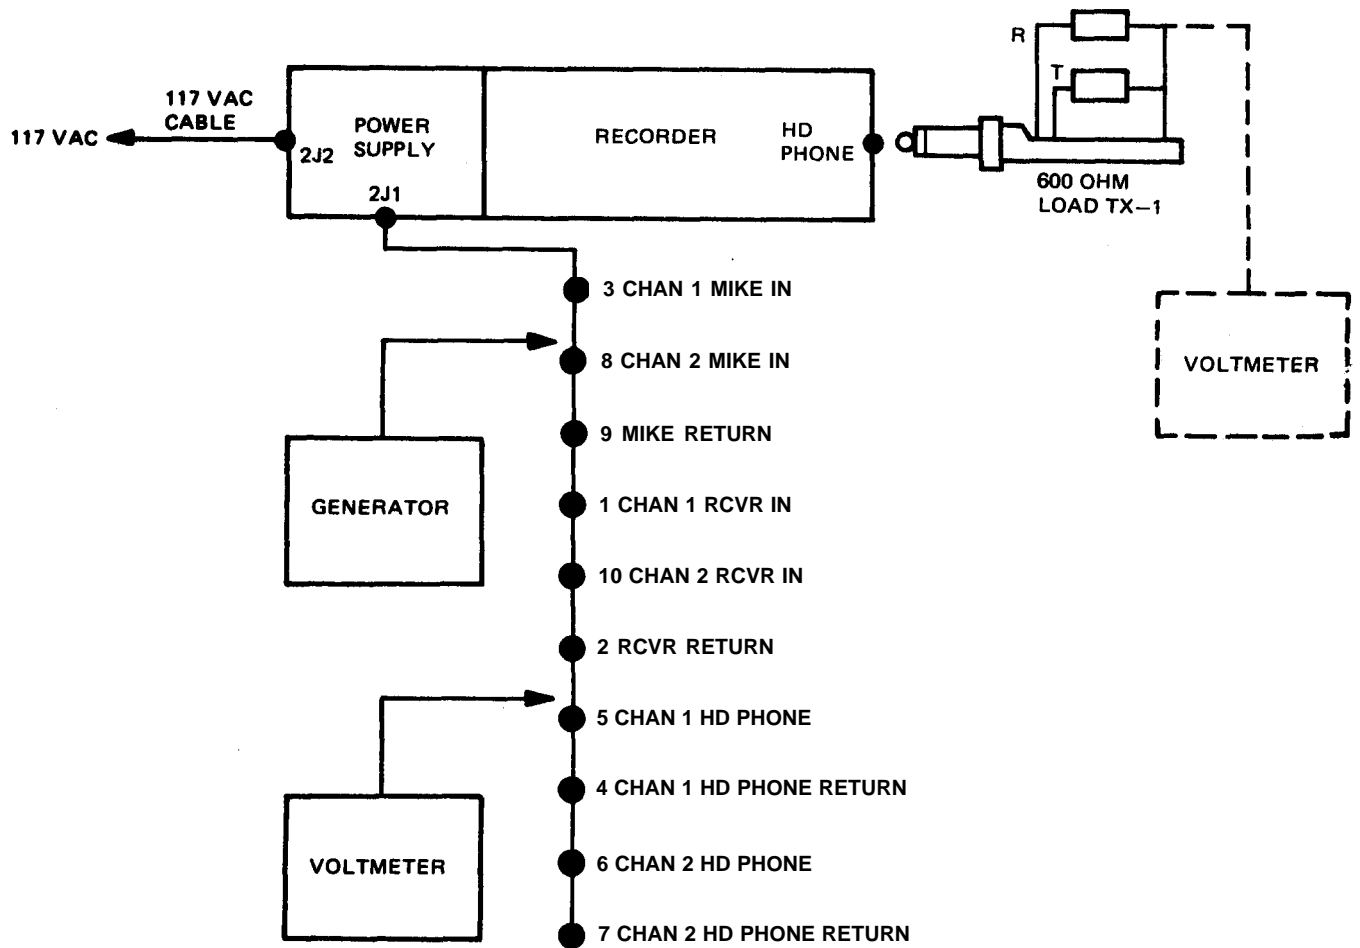 R
T
117 VAC
117 VAC
CABLE
2J2
POWER
SUPPLY
2J1
RECORDER
HD
PHONE
600 OHM
LOAD TX-1
3 CHAN 1 MIKE IN
8 CHAN 2 MIKE IN
VOLTMETER
9 MIKE RETURN
GENERATOR
1 CHAN 1 RCVR IN
10 CHAN 2 RCVR IN
2 RCVR RETURN
5 CHAN 1 HD PHONE
4 CHAN 1 HD PHONE RETURN
VOLTMETER
6 CHAN 2 HD PHONE
7 CHAN 2 HD PHONE RETURN